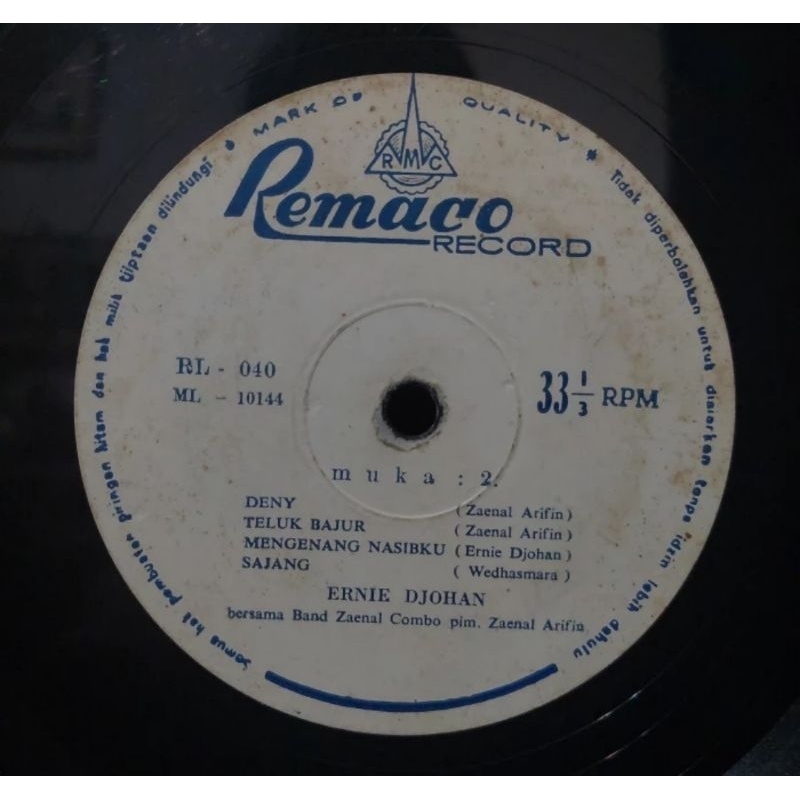 MARK OF QUALITY
RMC
Remaco
RECORD
RL - 040
ML - 10144
33 1/3 RPM
muka : 2.
DENY (Zaenal Arifin)
TELUK BAJUR (Zaenal Arifin)
MENGENANG NASIBKU (Ernie Djohan)
SAJANG ( Wedhasmara )
ERNIE DJOHAN
bersama Band Zaenal Combo pim. Zaenal Arifin
Semua hak pembuatan piringan hitam dan hak milik tjiptaan dilindungi * Tidak diperbolehkan untuk disiarkan tanpa idzin lebih dahulu